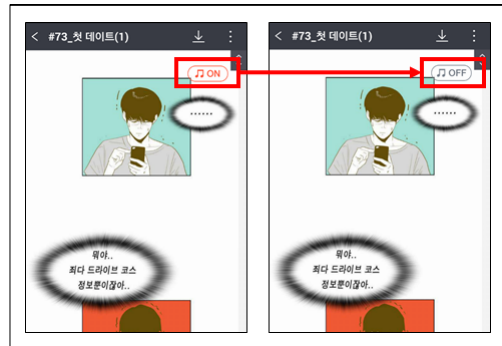 #73_첫 데이트(1)
ON
......
뭐야..
죄다 드라이브 코스
정보뿐이잖아..
#73_첫 데이트(1)
OFF
......
뭐야..
죄다 드라이브 코스
정보뿐이잖아..